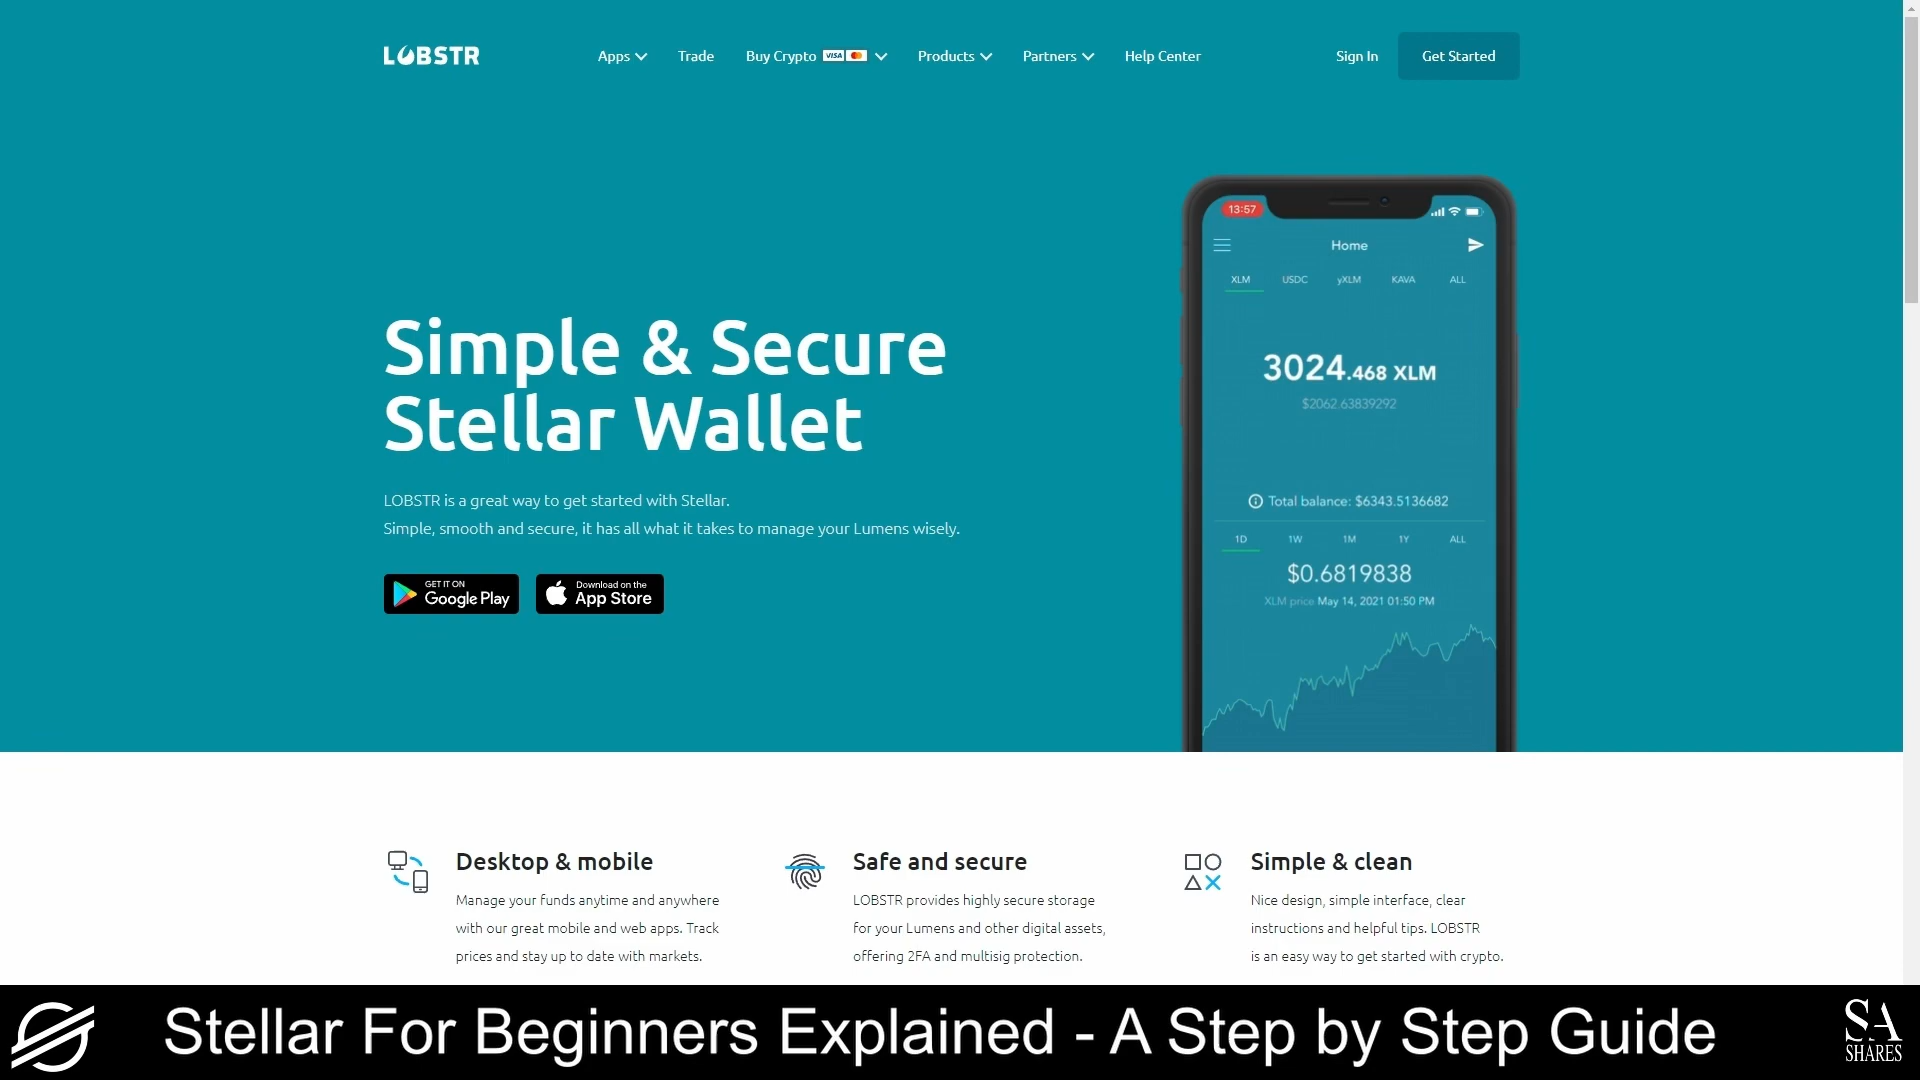 LOBSTR
Apps
Trade
Buy Crypto VISA
Products
Partners
Help Center
Sign In
Get Started
Simple & Secure
Stellar Wallet
LOBSTR is a great way to get started with Stellar.
Simple, smooth and secure, it has all what it takes to manage your Lumens wisely.
GET IT ON
Google Play
Download on the
App Store
13:57
Home
XLM USDC yXLM KAVA ALL
3024.468 XLM
$2062.63839292
Total balance: $6343.5136682
1D 1W 1M 1Y ALL
$0.6819838
XLM price May 14, 2021 01:50 PM
Desktop & mobile
Manage your funds anytime and anywhere
with our great mobile and web apps. Track
prices and stay up to date with markets.
Safe and secure
LOBSTR provides highly secure storage
for your Lumens and other digital assets,
offering 2FA and multisig protection.
Simple & clean
Nice design, simple interface, clear
instructions and helpful tips. LOBSTR
is an easy way to get started with crypto.
Stellar For Beginners Explained - A Step by Step Guide
SA
SHARES